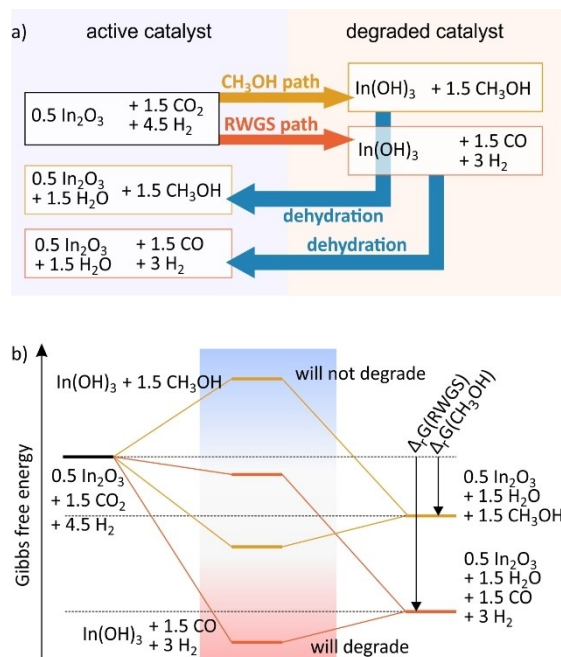 a)
active catalyst
degraded catalyst
0.5 In₂O₃
+ 1.5 CO₂
+ 4.5 H₂
CH₃OH path
RWGS path
In(OH)₃ + 1.5 CH₃OH
In(OH)₃
+ 1.5 CO
+ 3 H₂
0.5 In₂O₃
+ 1.5 H₂O
+ 1.5 CH₃OH
dehydration
dehydration
0.5 In₂O₃
+ 1.5 H₂O
+ 1.5 CO
+ 3 H₂
b)
Gibbs free energy
In(OH)₃ + 1.5 CH₃OH
will not degrade
ΔᵣG(RWGS)
ΔᵣG(CH₃OH)
0.5 In₂O₃
+ 1.5 CO₂
+ 4.5 H₂
0.5 In₂O₃
+ 1.5 H₂O
+ 1.5 CH₃OH
0.5 In₂O₃
+ 1.5 H₂O
+ 1.5 CO
+ 3 H₂
In(OH)₃
+ 1.5 CO
+ 3 H₂
will degrade